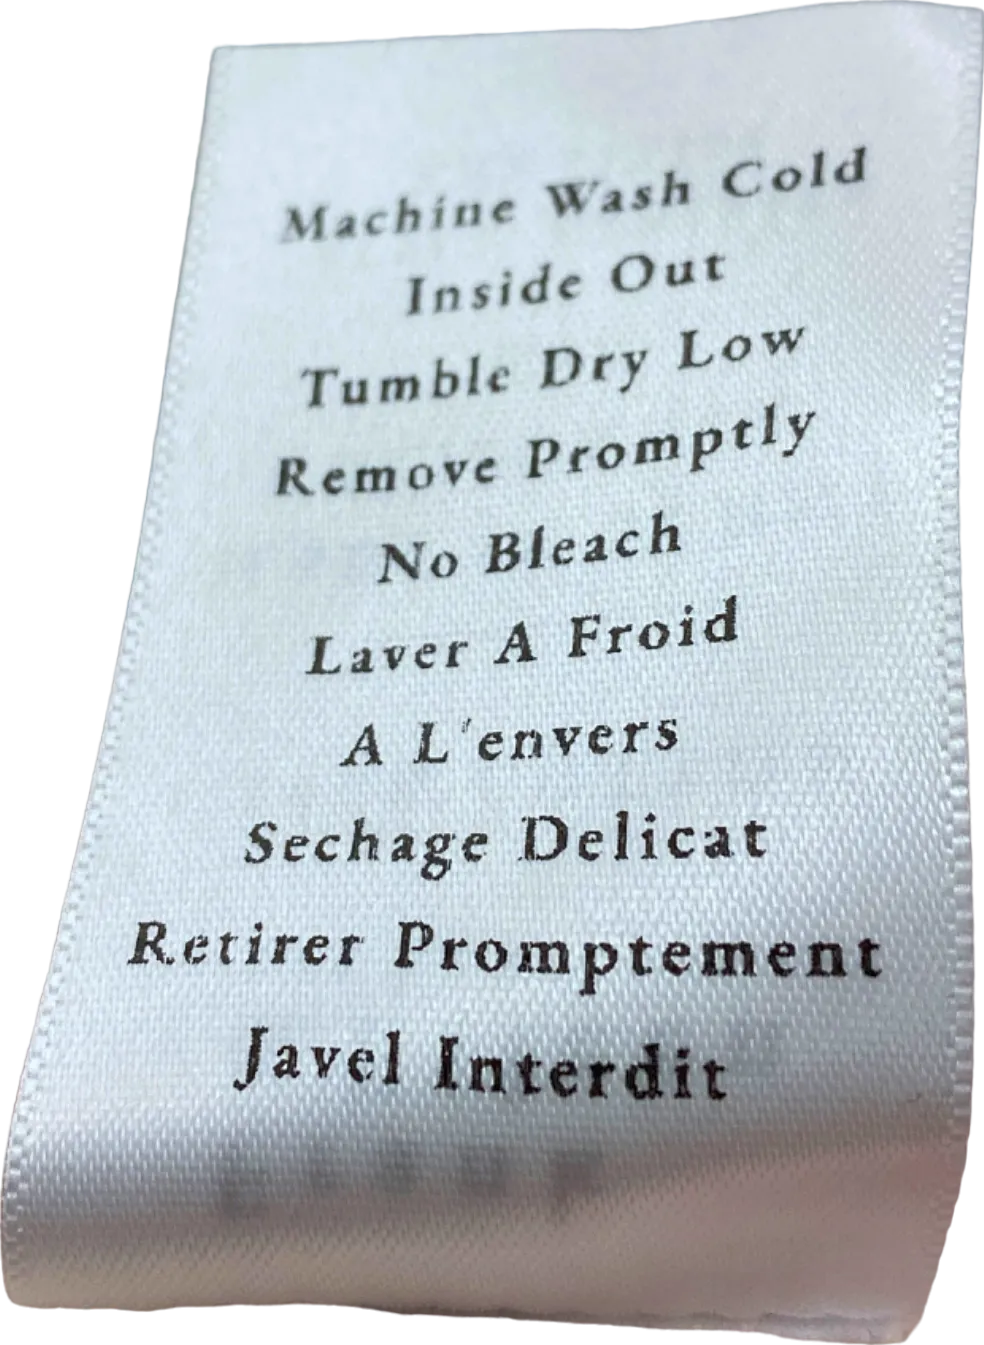 Machine Wash Cold
Inside Out
Tumble Dry Low
Remove Promptly
No Bleach
Laver A Froid
A L'envers
Sechage Delicat
Retirer Promptement
Javel Interdit